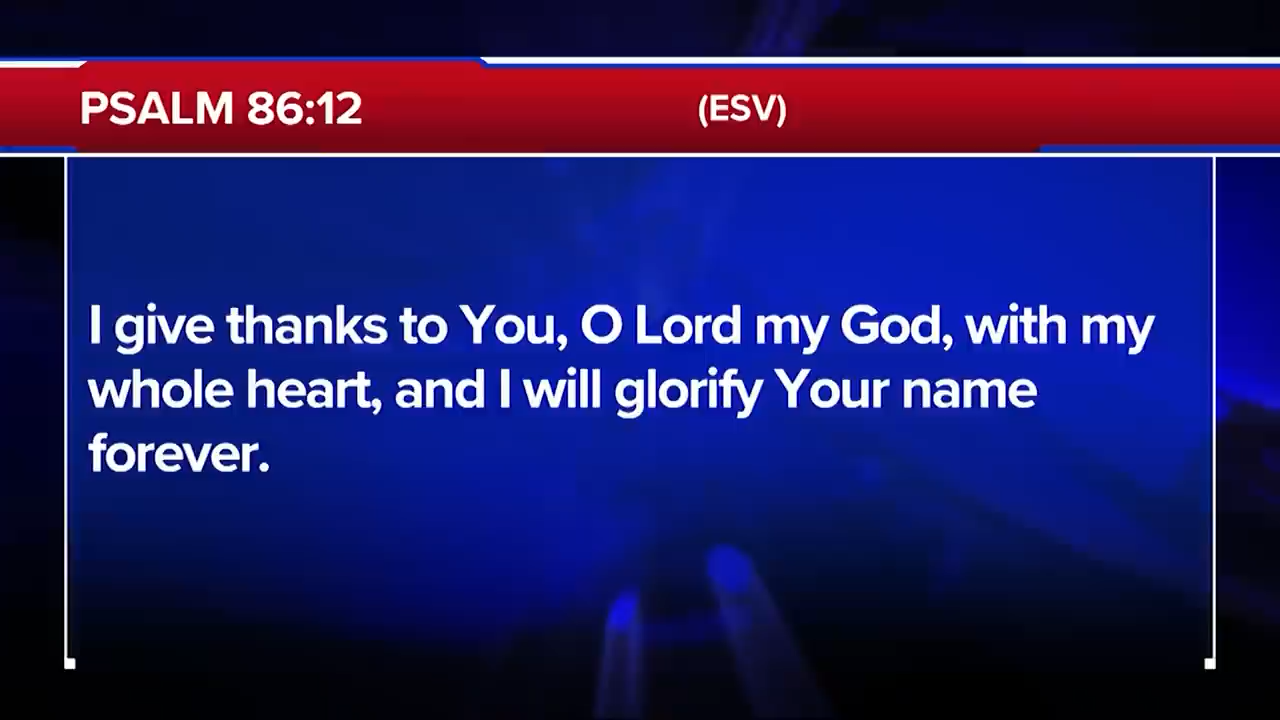 PSALM 86:12 (ESV)
I give thanks to You, O Lord my God, with my
whole heart, and I will glorify Your name
forever.